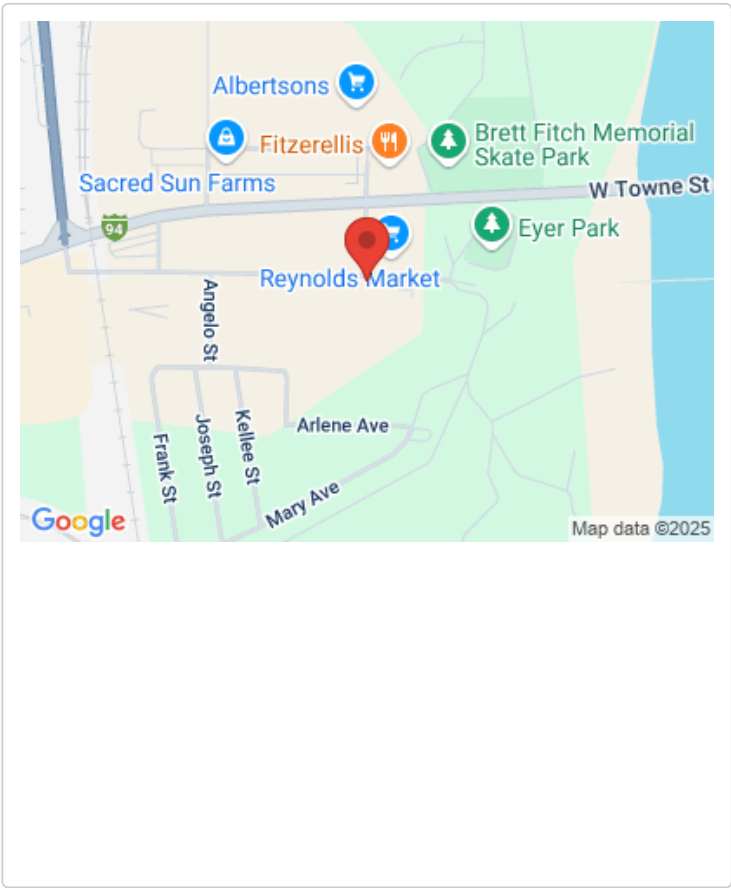 Albertsons
Fitzerellis
Brett Fitch Memorial
Skate Park
Sacred Sun Farms
W Towne St
94
Eyer Park
Reynolds Market
Angelo St
Arlene Ave
Kellee St
Joseph St
Frank St
Mary Ave
Google
Map data ©2025